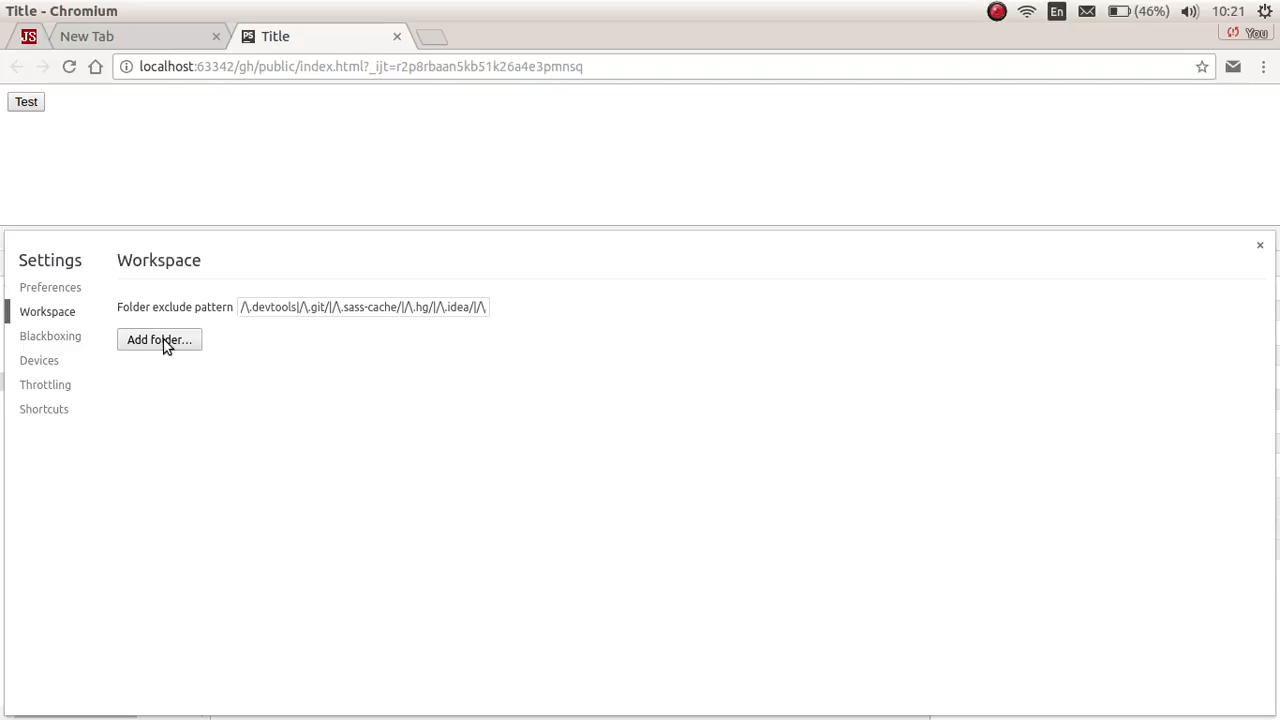 Title - Chromium
En
(46%)
10:21
JS
New Tab
PS
Title
You
localhost:63342/gh/public/index.html?_ijt=r2p8rbaan5kb51k26a4e3pmnsq
Test
Settings
Workspace
Preferences
Workspace
Folder exclude pattern
/\.devtools|/\.git/|/\.sass-cache/|/\.hg/|/\.idea/|/\
Blackboxing
Add folder…
Devices
Throttling
Shortcuts